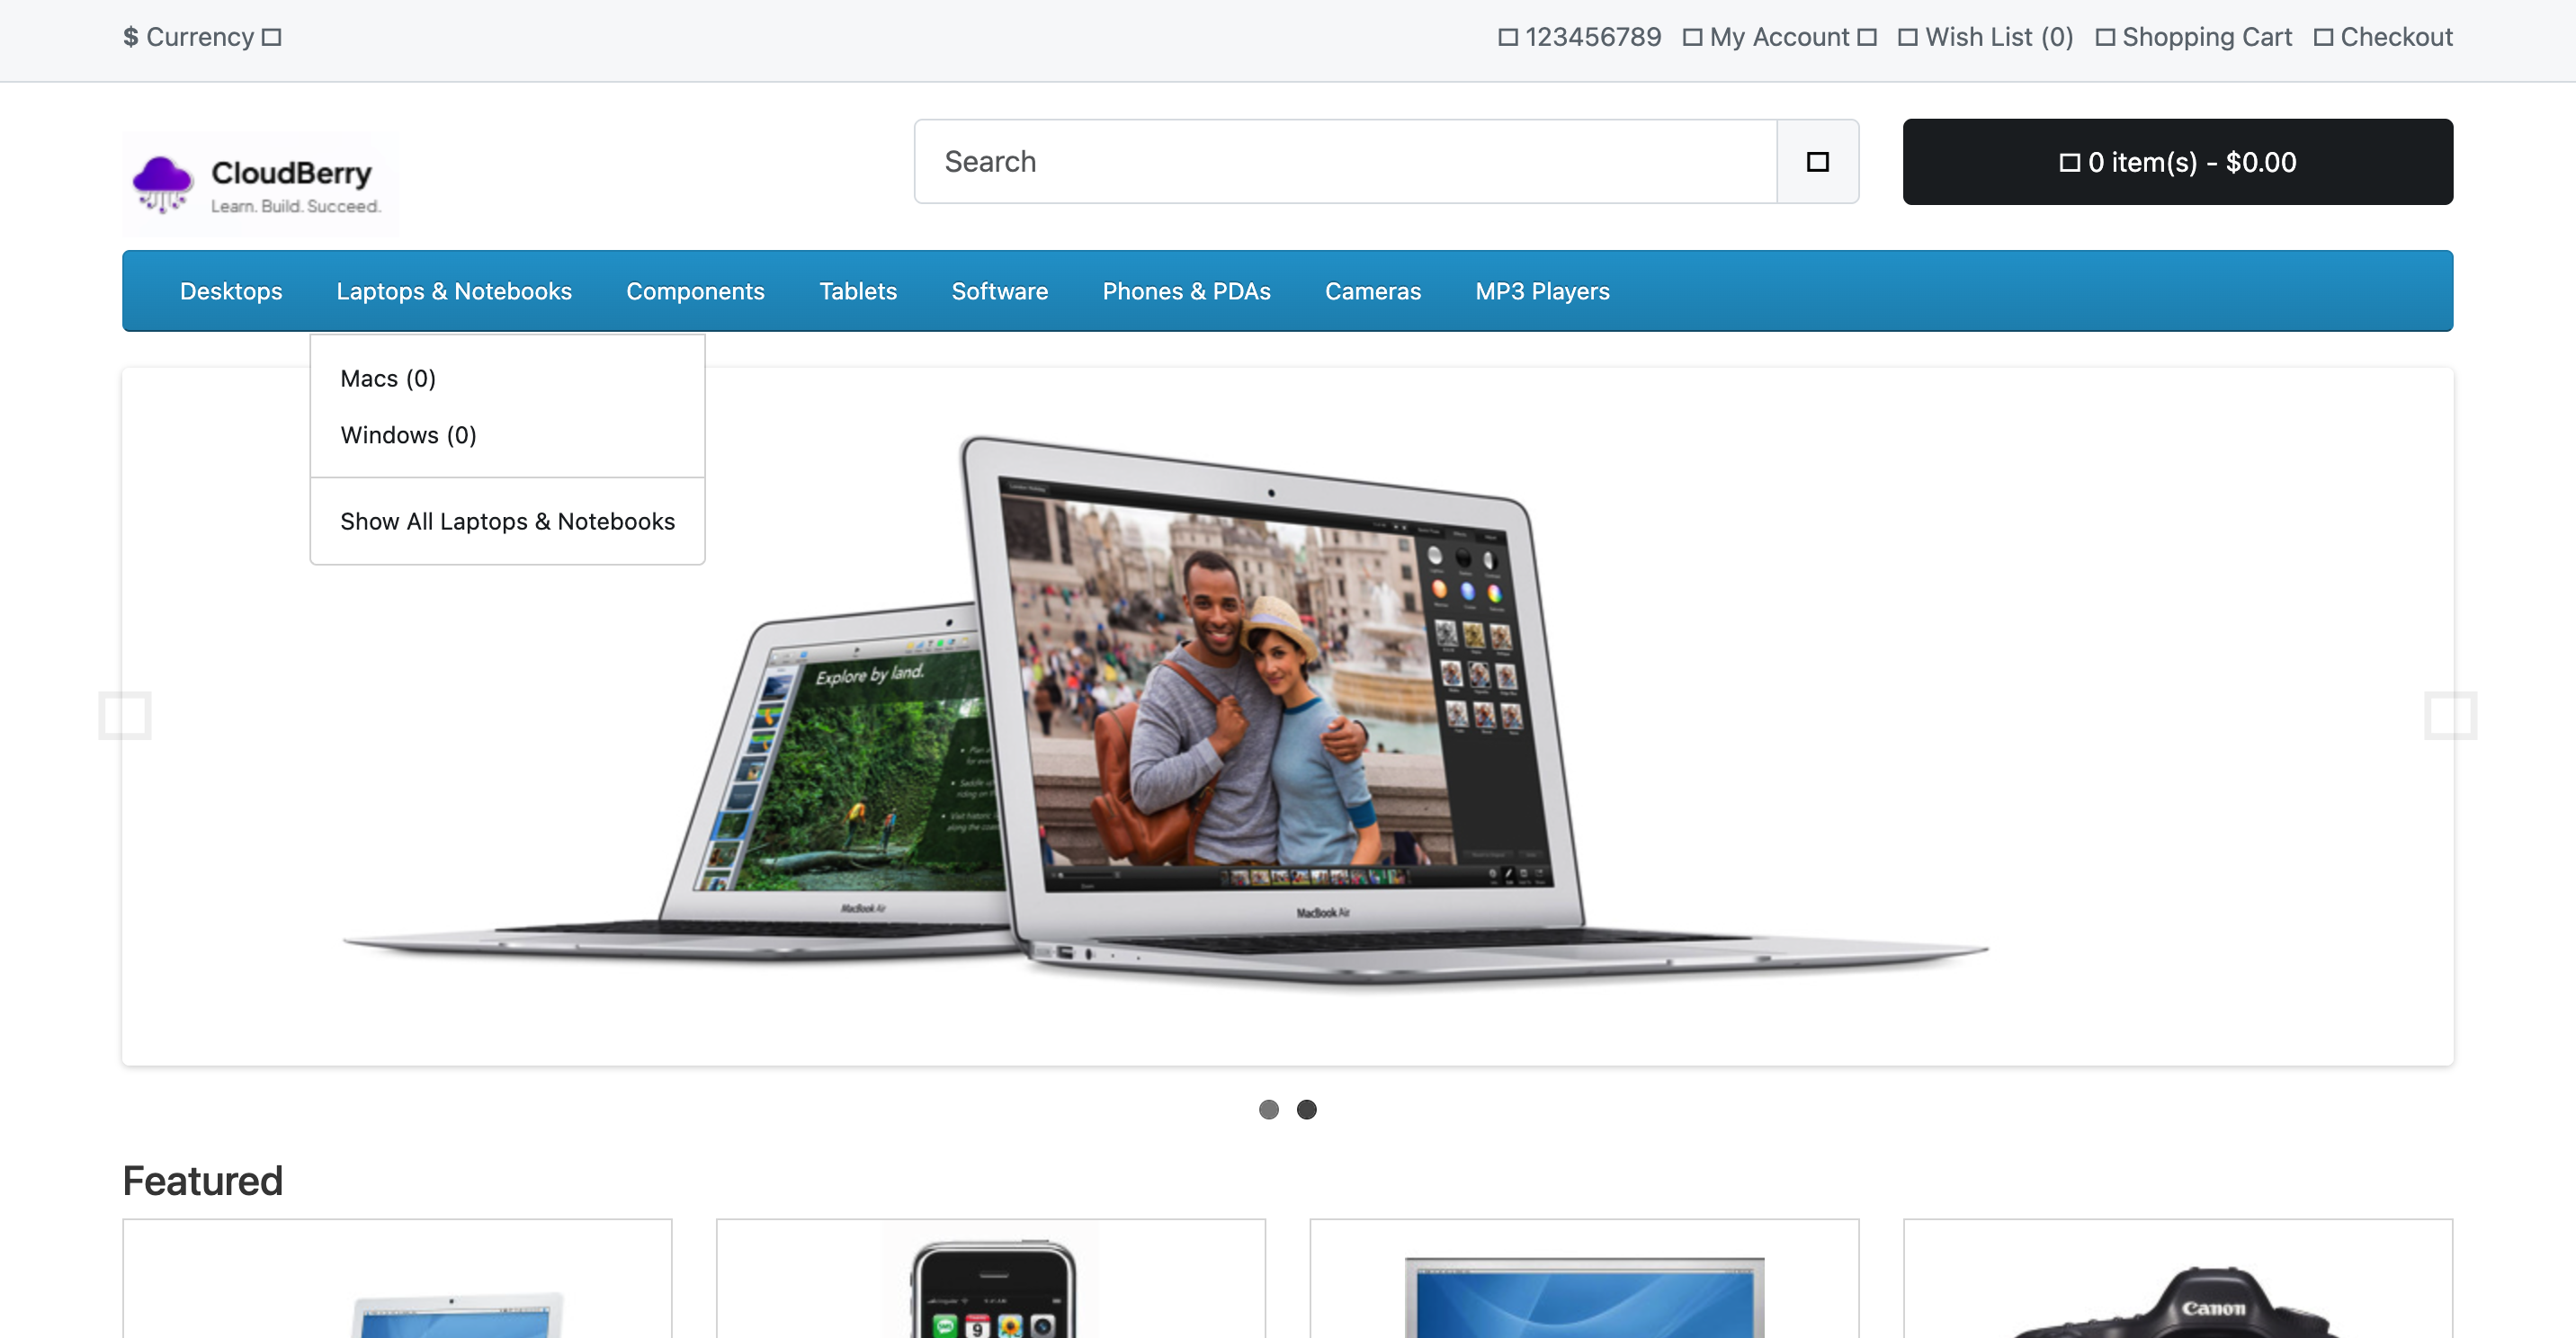 $ Currency
123456789 My Account Wish List (0) Shopping Cart Checkout
CloudBerry
Learn. Build. Succeed.
Search
0 item(s) - $0.00
Desktops Laptops & Notebooks Components Tablets Software Phones & PDAs Cameras MP3 Players
Macs (0)
Windows (0)
Show All Laptops & Notebooks
Explore by land.
MacBook Air
MacBook Air
Featured
9
Canon